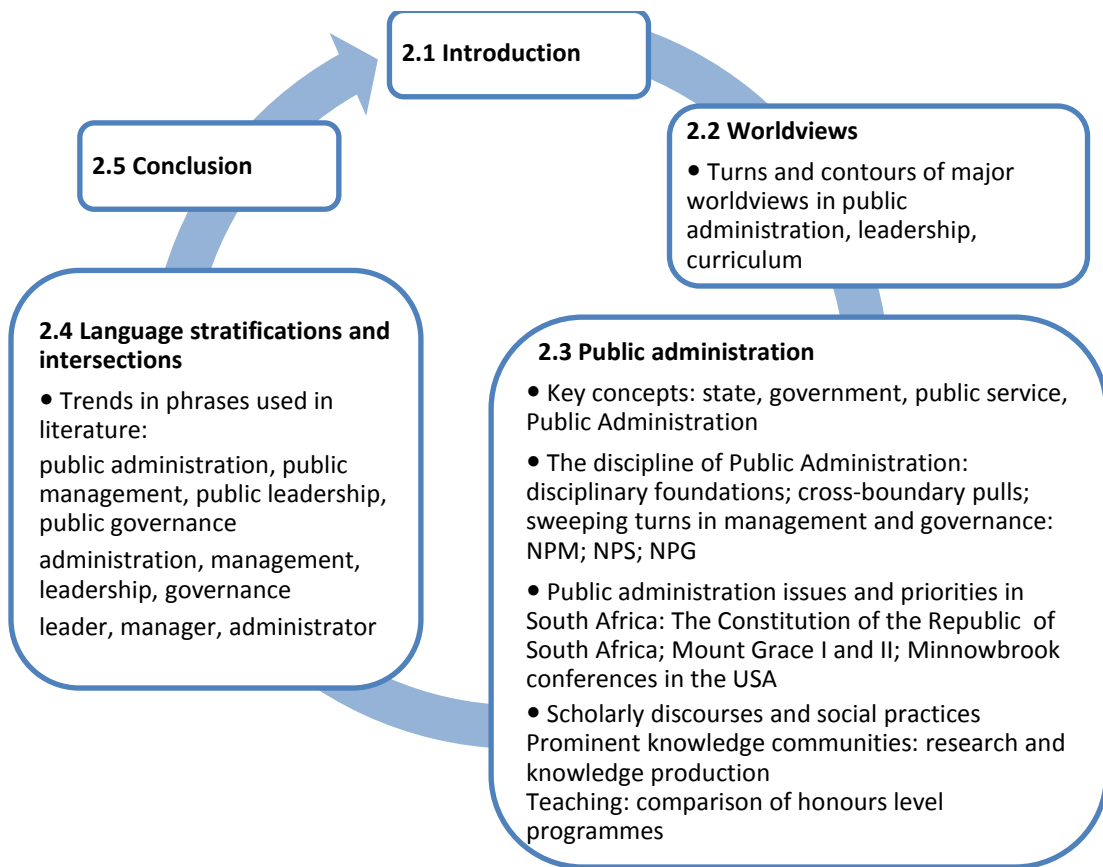 2.1 Introduction
2.2 Worldviews
• Turns and contours of major
worldviews in public
administration, leadership,
curriculum
2.3 Public administration
• Key concepts: state, government, public service,
Public Administration
• The discipline of Public Administration:
disciplinary foundations; cross-boundary pulls;
sweeping turns in management and governance:
NPM; NPS; NPG
• Public administration issues and priorities in
South Africa: The Constitution of the Republic of
South Africa; Mount Grace I and II; Minnowbrook
conferences in the USA
• Scholarly discourses and social practices
Prominent knowledge communities: research and
knowledge production
Teaching: comparison of honours level
programmes
2.4 Language stratifications and
intersections
• Trends in phrases used in
literature:
public administration, public
management, public leadership,
public governance
administration, management,
leadership, governance
leader, manager, administrator
2.5 Conclusion